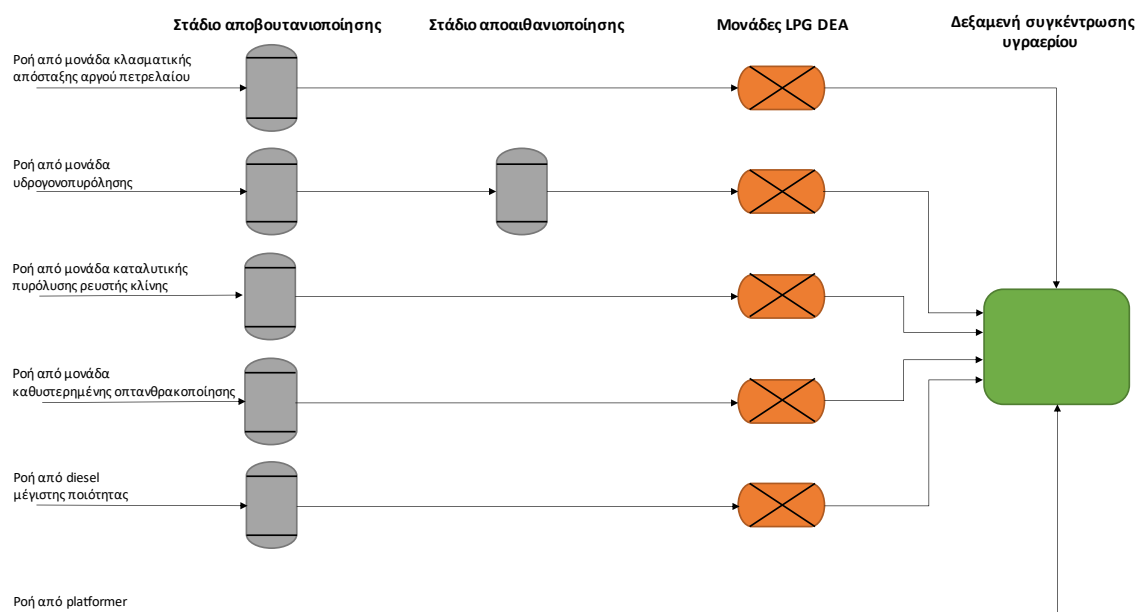 Στάδιο αποβουτανιοποίησης
Στάδιο αποαιθανιοποίησης
Μονάδες LPG DEA
Δεξαμενή συγκέντρωσης
υγραερίου
Ροή από μονάδα κλασματικής
απόσταξης αργού πετρελαίου
Ροή από μονάδα
υδρογονοπυρόλησης
Ροή από μονάδα καταλυτικής
πυρόλυσης ρευστής κλίνης
Ροή από μονάδα
καθυστερημένης οπτανθρακοποίησης
Ροή από diesel
μέγιστης ποιότητας
Ροή από platformer